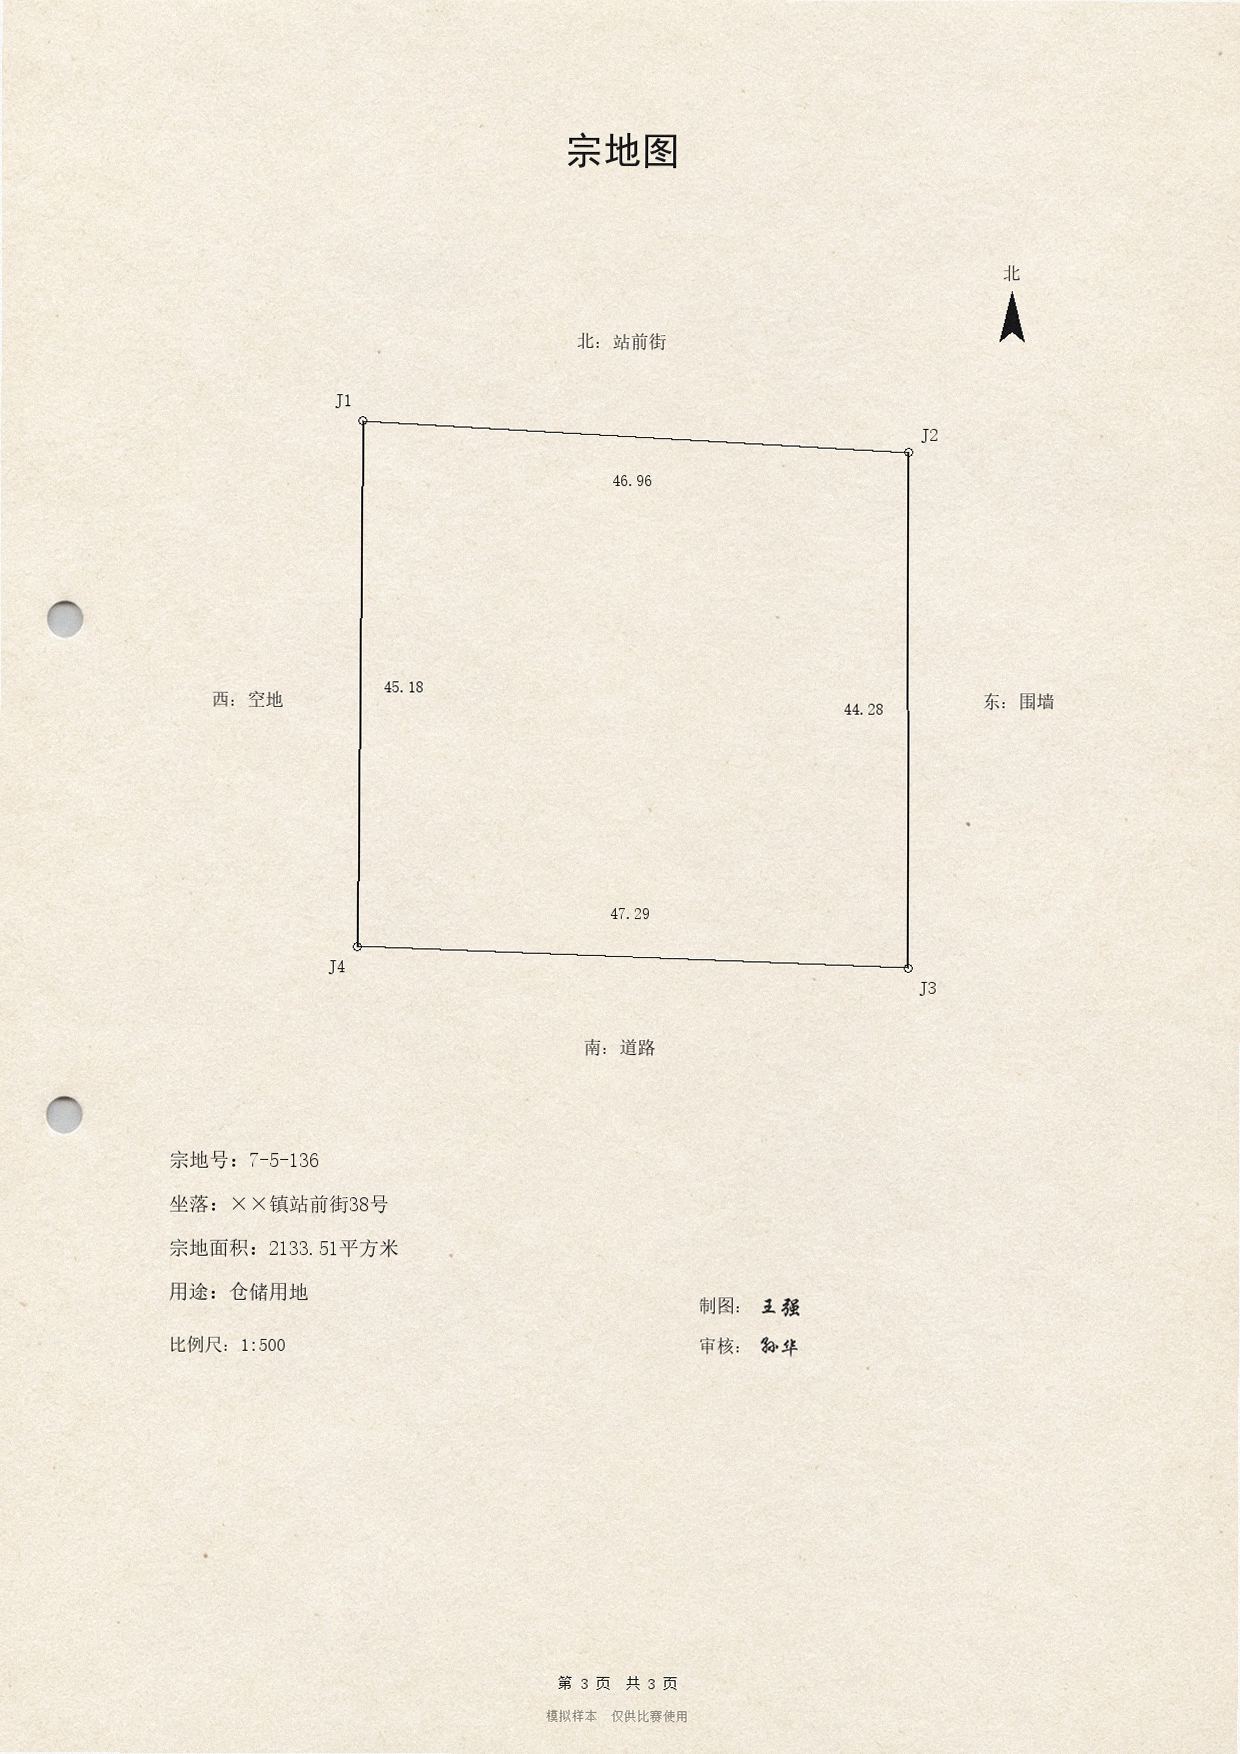 宗地图
北
北：站前街
J1
J2
46.96
45.18
西：空地
44.28
东：围墙
47.29
J4
J3
南：道路
宗地号：7-5-136
坐落：××镇站前街38号
宗地面积：2133.51平方米
用途：仓储用地
制图：王强
比例尺：1:500
审核：孙华
第 3 页 共 3 页
模拟样本 仅供比赛使用